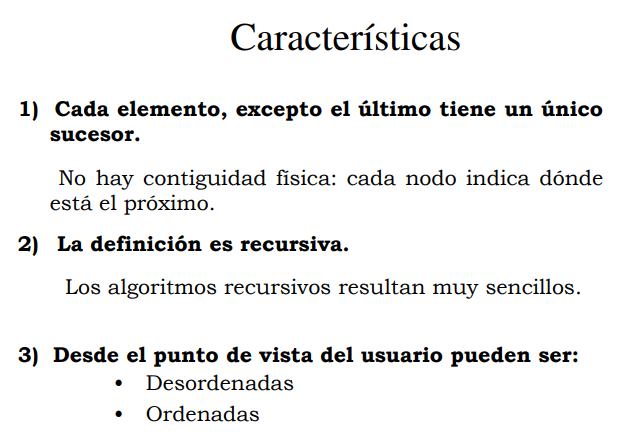 Características
1) Cada elemento, excepto el último tiene un único
sucesor.
No hay contiguidad física: cada nodo indica dónde
está el próximo.
2) La definición es recursiva.
Los algoritmos recursivos resultan muy sencillos.
3) Desde el punto de vista del usuario pueden ser:
• Desordenadas
• Ordenadas